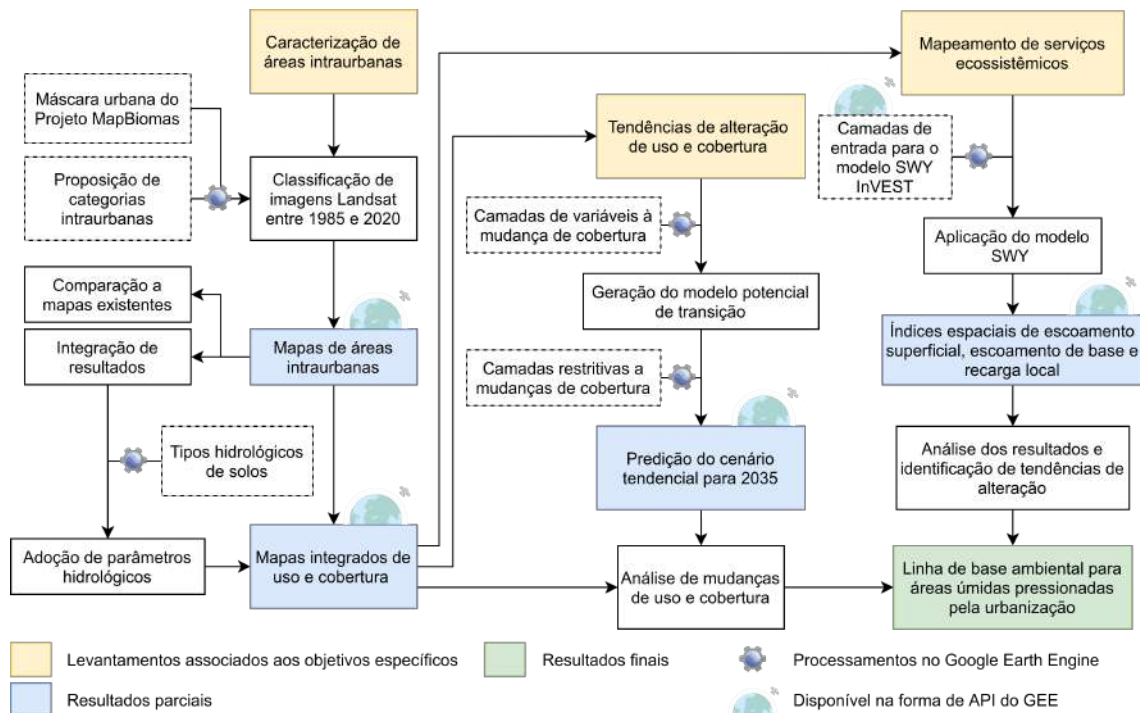 Caracterização de
áreas intraurbanas
Máscara urbana do
Projeto MapBiomas
Proposição de
categorias
intraurbanas
Classificação de
imagens Landsat
entre 1985 e 2020
Comparação a
mapas existentes
Integração de
resultados
Mapas de áreas
intraurbanas
Tipos hidrológicos
de solos
Adoção de parâmetros
hidrológicos
Mapas integrados de
uso e cobertura
Tendências de alteração
de uso e cobertura
Camadas de variáveis à
mudança de cobertura
Geração do modelo potencial
de transição
Camadas restritivas a
mudanças de cobertura
Predição do cenário
tendencial para 2035
Análise de mudanças
de uso e cobertura
Mapeamento de serviços
ecossistêmicos
Camadas de
entrada para o
modelo SWY
InVEST
Aplicação do modelo
SWY
Índices espaciais de escoamento
superficial, escoamento de base e
recarga local
Análise dos resultados e
identificação de tendências de
alteração
Linha de base ambiental para
áreas úmidas pressionadas
pela urbanização
Levantamentos associados aos objetivos específicos
Resultados finais
Processamentos no Google Earth Engine
Resultados parciais
Disponível na forma de API do GEE